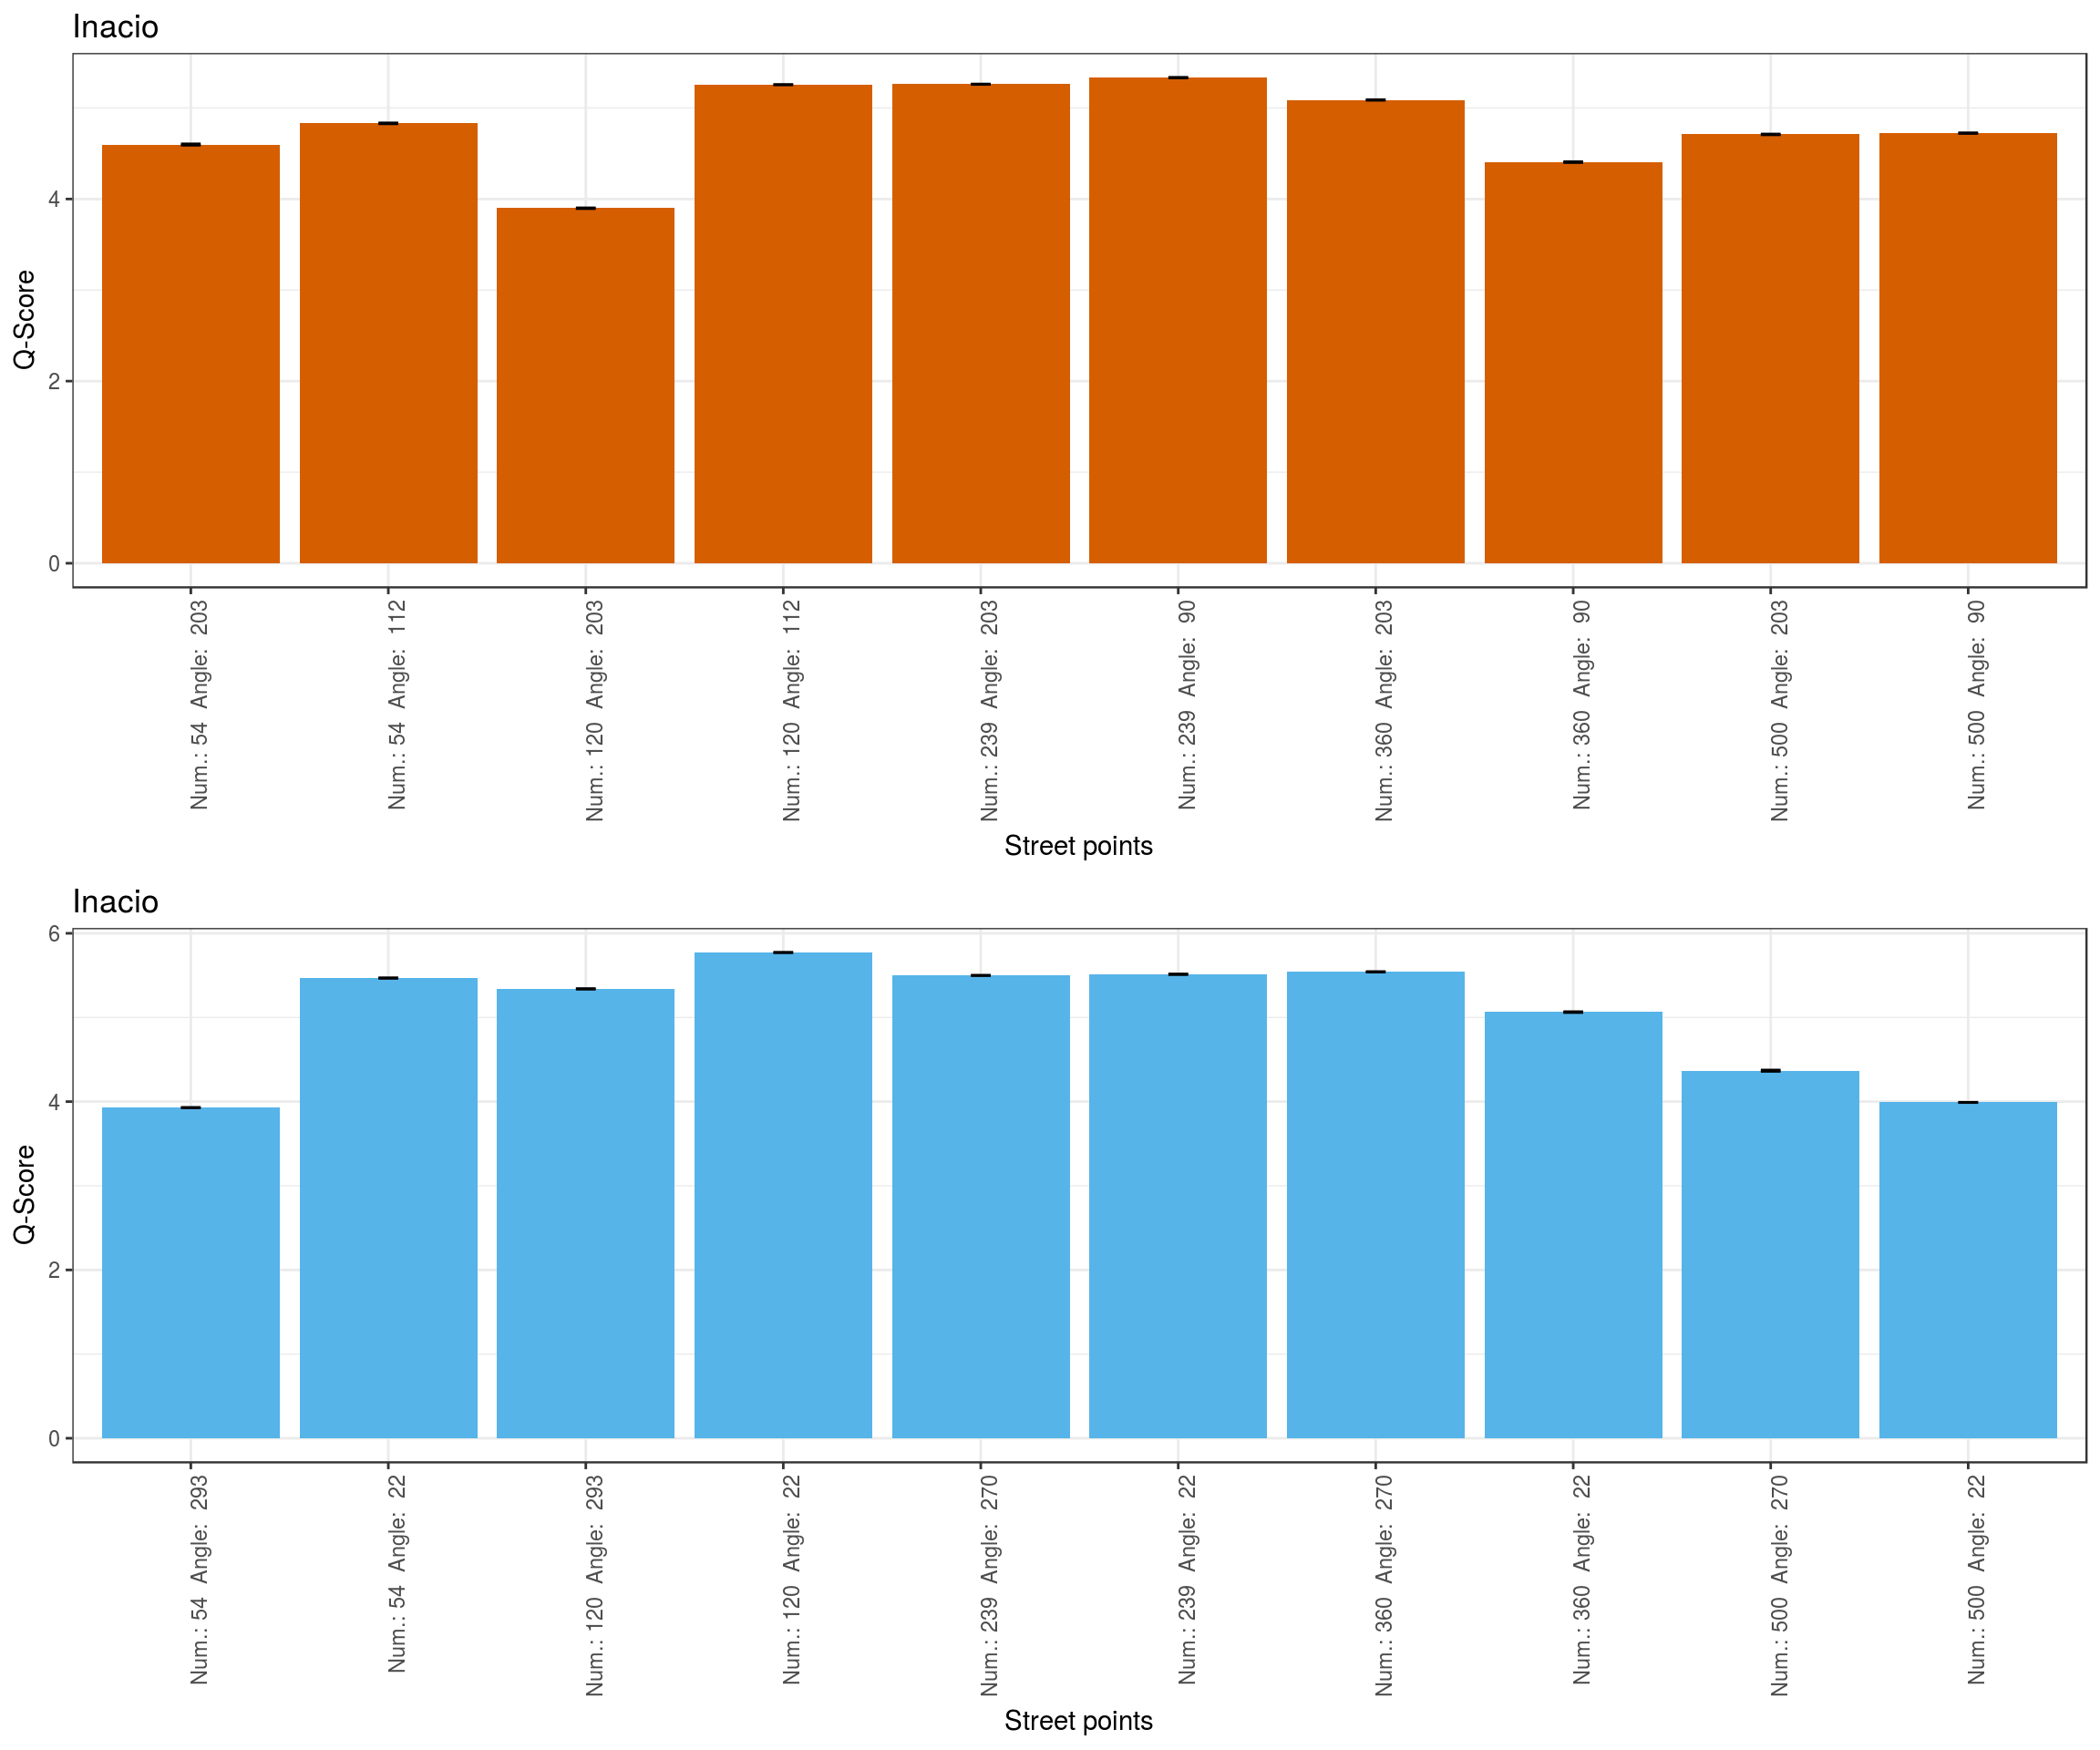 Inacio
Q-Score
4
2
0
Num.: 54  Angle:  203
Num.: 54  Angle:  112
Num.: 120  Angle:  203
Num.: 120  Angle:  112
Num.: 239  Angle:  203
Num.: 239  Angle:  90
Num.: 360  Angle:  203
Num.: 360  Angle:  90
Num.: 500  Angle:  203
Num.: 500  Angle:  90
Street points
Inacio
Q-Score
6
4
2
0
Num.: 54  Angle:  293
Num.: 54  Angle:  22
Num.: 120  Angle:  293
Num.: 120  Angle:  22
Num.: 239  Angle:  270
Num.: 239  Angle:  22
Num.: 360  Angle:  270
Num.: 360  Angle:  22
Num.: 500  Angle:  270
Num.: 500  Angle:  22
Street points